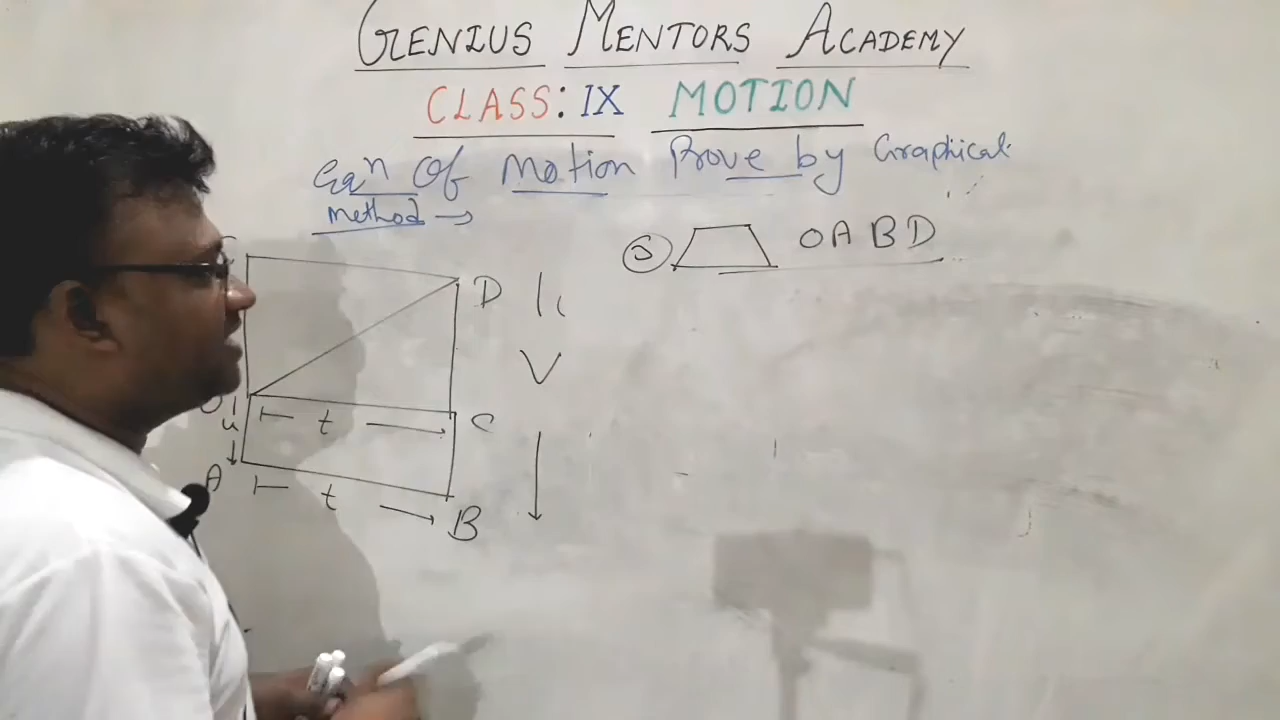 GENIUS MENTORS ACADEMY
CLASS: IX MOTION
Eqn Of Motion Prove by Graphical
Method →
S OABD
D
V
t C
u
A
t
B